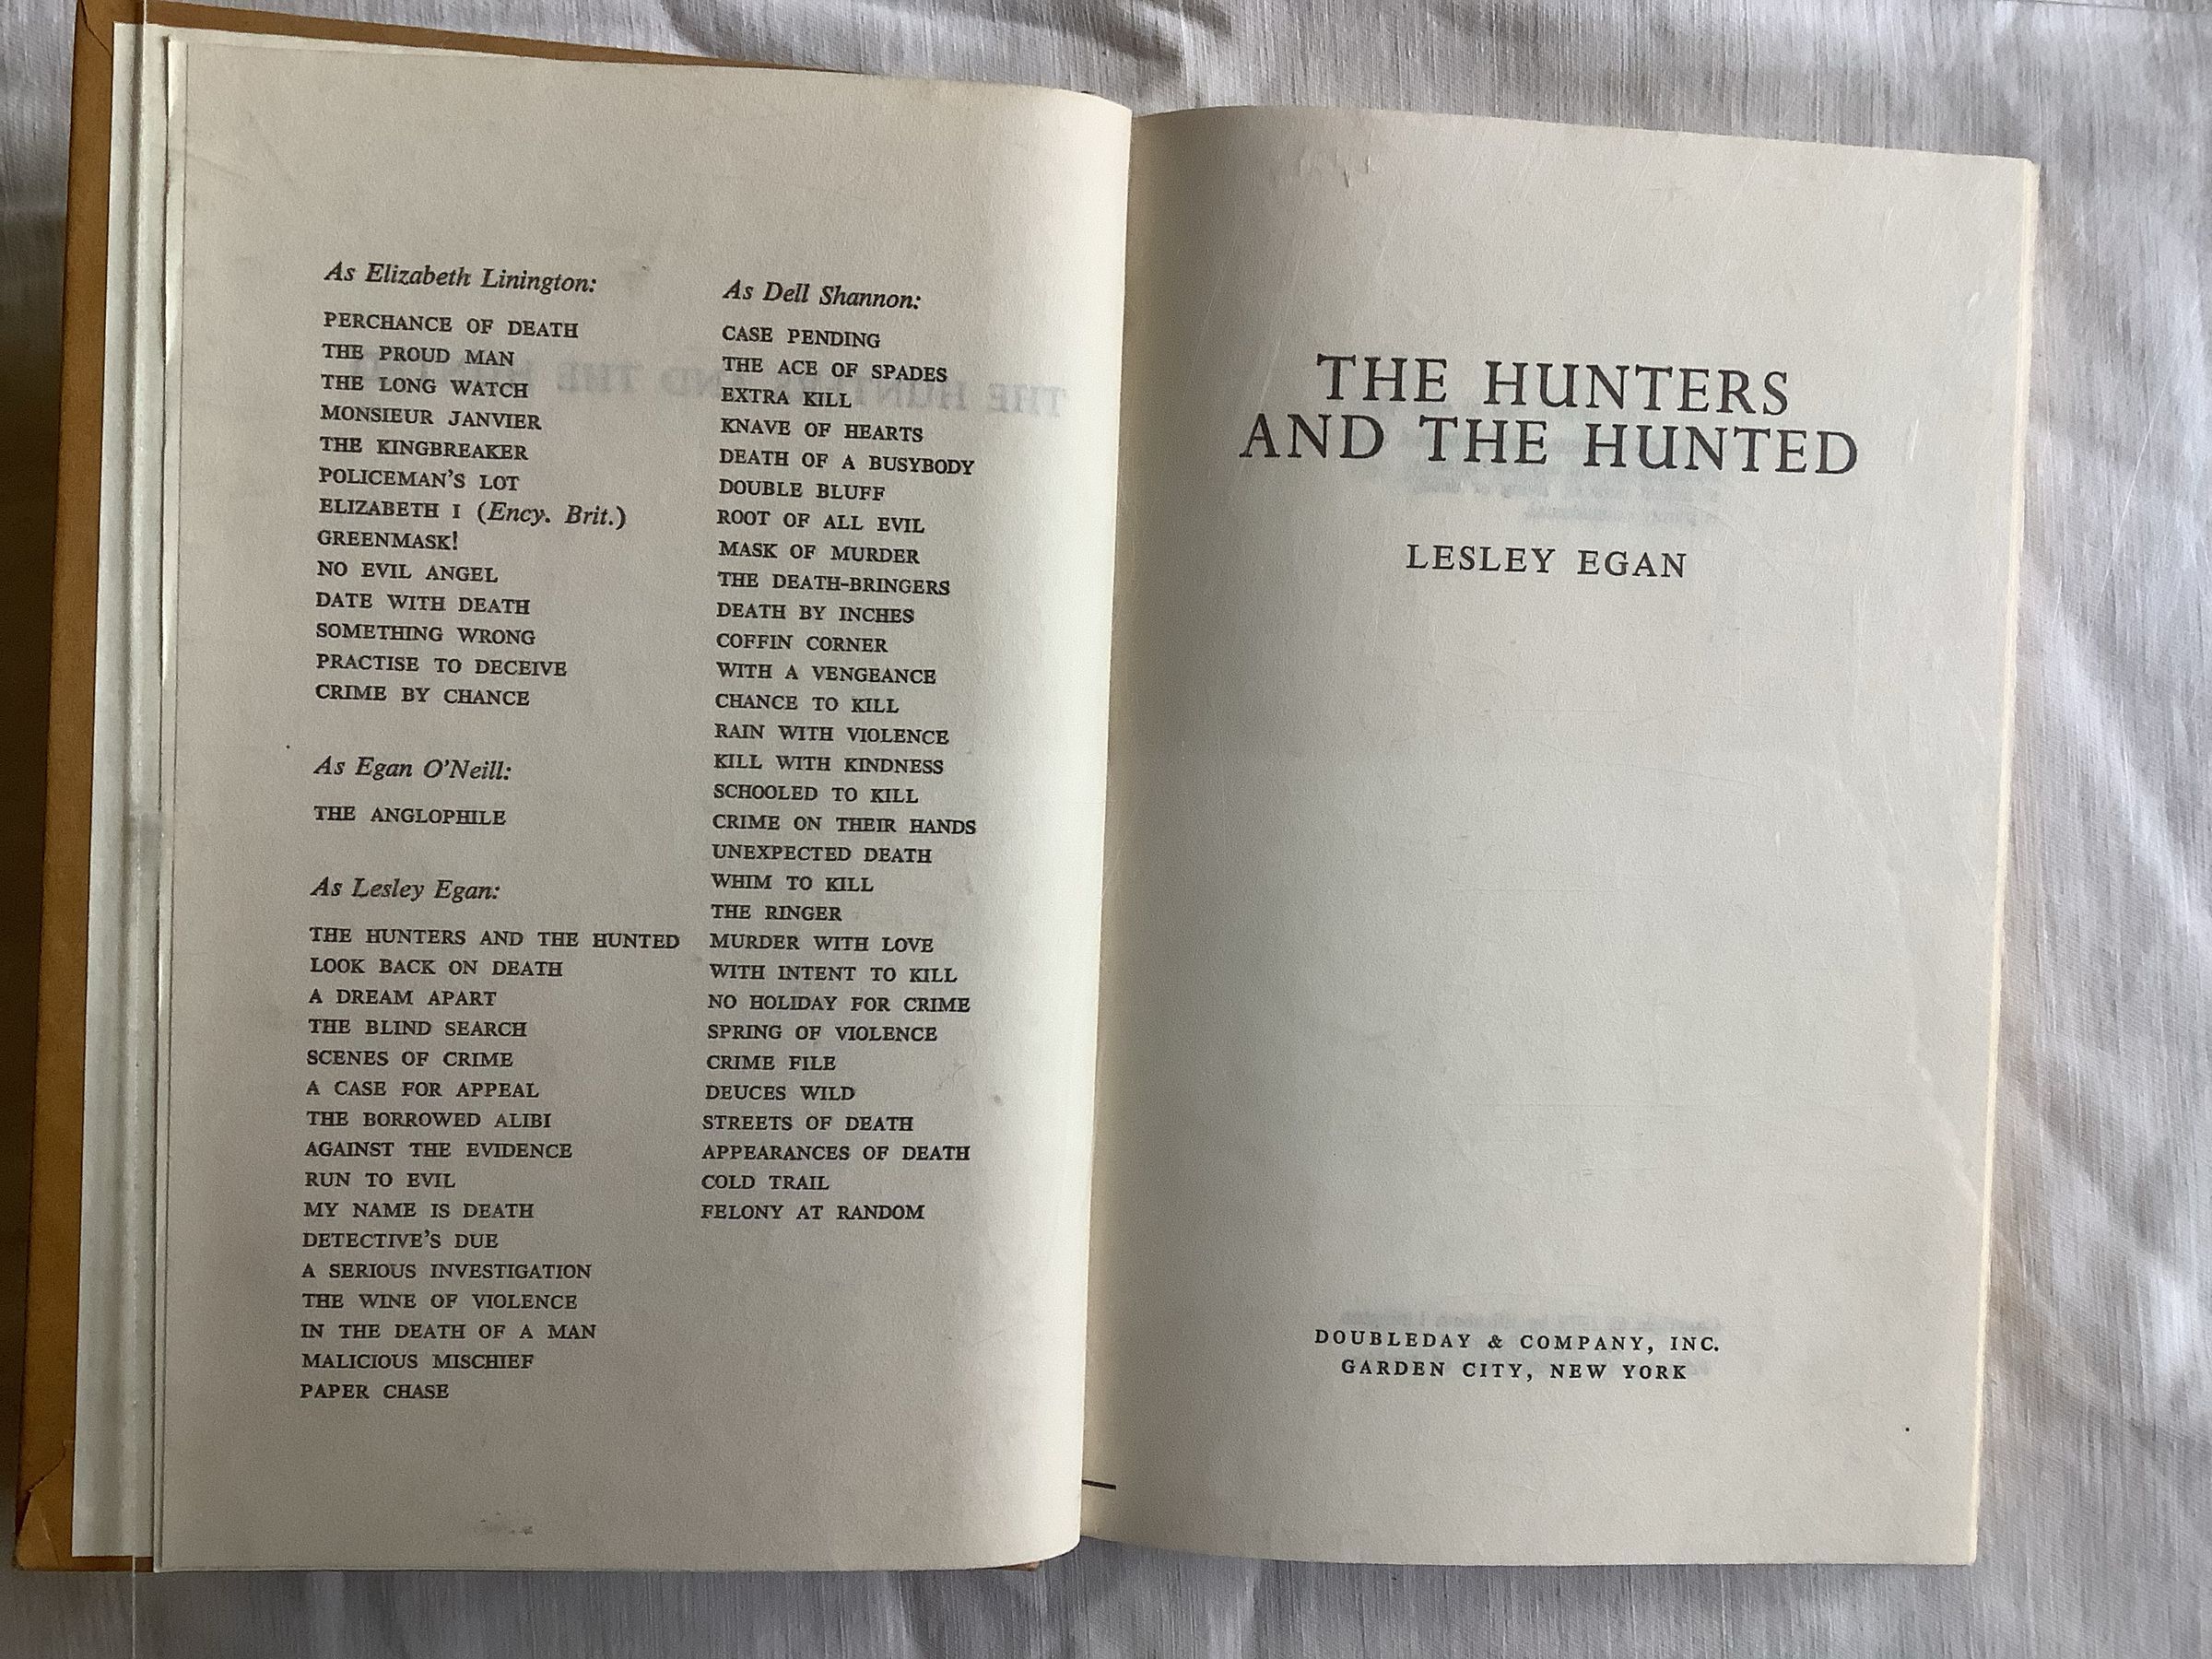 As Elizabeth Linington:
PERCHANCE OF DEATH
THE PROUD MAN
THE LONG WATCH
MONSIEUR JANVIER
THE KINGBREAKER
POLICEMAN'S LOT
ELIZABETH I (Ency. Brit.)
GREENMASK!
NO EVIL ANGEL
DATE WITH DEATH
SOMETHING WRONG
PRACTISE TO DECEIVE
CRIME BY CHANCE
As Egan O'Neill:
THE ANGLOPHILE
As Lesley Egan:
THE HUNTERS AND THE HUNTED
LOOK BACK ON DEATH
A DREAM APART
THE BLIND SEARCH
SCENES OF CRIME
A CASE FOR APPEAL
THE BORROWED ALIBI
AGAINST THE EVIDENCE
RUN TO EVIL
MY NAME IS DEATH
DETECTIVE'S DUE
A SERIOUS INVESTIGATION
THE WINE OF VIOLENCE
IN THE DEATH OF A MAN
MALICIOUS MISCHIEF
PAPER CHASE
As Dell Shannon:
CASE PENDING
THE ACE OF SPADES
EXTRA KILL
KNAVE OF HEARTS
DEATH OF A BUSYBODY
DOUBLE BLUFF
ROOT OF ALL EVIL
MASK OF MURDER
THE DEATH-BRINGERS
DEATH BY INCHES
COFFIN CORNER
WITH A VENGEANCE
CHANCE TO KILL
RAIN WITH VIOLENCE
KILL WITH KINDNESS
SCHOOLED TO KILL
CRIME ON THEIR HANDS
UNEXPECTED DEATH
WHIM TO KILL
THE RINGER
MURDER WITH LOVE
WITH INTENT TO KILL
NO HOLIDAY FOR CRIME
SPRING OF VIOLENCE
CRIME FILE
DEUCES WILD
STREETS OF DEATH
APPEARANCES OF DEATH
COLD TRAIL
FELONY AT RANDOM
THE HUNTERS
AND THE HUNTED
LESLEY EGAN
DOUBLEDAY & COMPANY, INC.
GARDEN CITY, NEW YORK